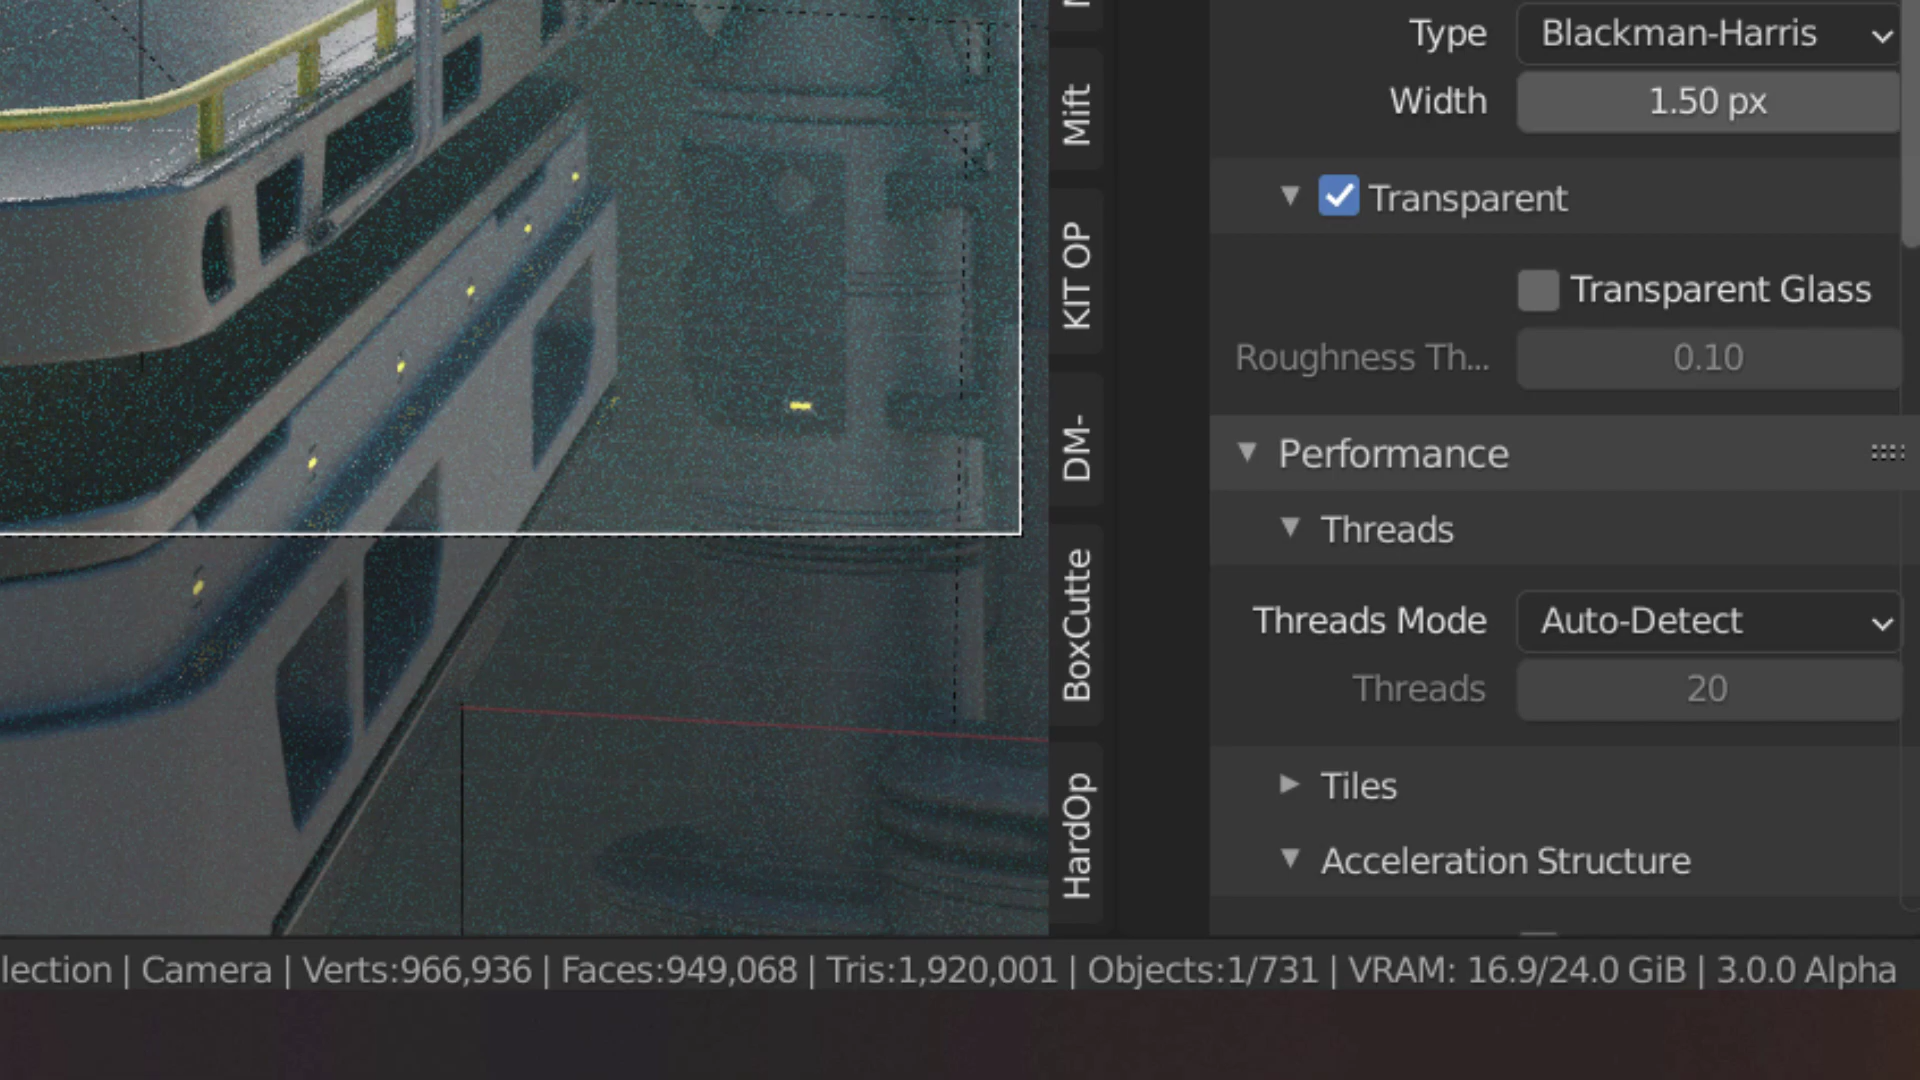 Type
Blackman-Harris
Width
1.50 px
Transparent
Transparent Glass
Roughness Th...
0.10
Performance
Threads
Threads Mode
Auto-Detect
Threads
20
Tiles
Acceleration Structure
Mift
KIT OP
DM-
BoxCutte
HardOp
lection | Camera | Verts:966,936 | Faces:949,068 | Tris:1,920,001 | Objects:1/731 | VRAM: 16.9/24.0 GiB | 3.0.0 Alpha